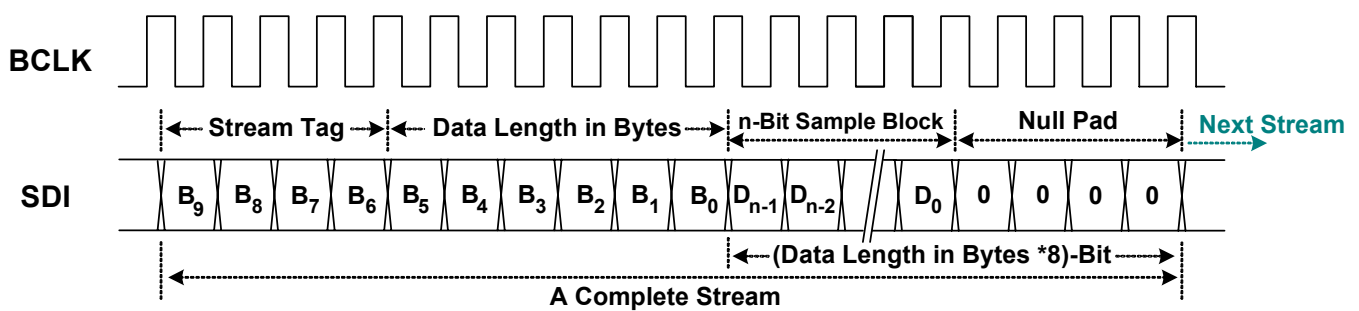 BCLK
Stream Tag Data Length in Bytes n-Bit Sample Block Null Pad Next Stream
SDI B9 B8 B7 B6 B5 B4 B3 B2 B1 B0 Dn-1 Dn-2 D0 0 0 0 0
(Data Length in Bytes *8)-Bit
A Complete Stream